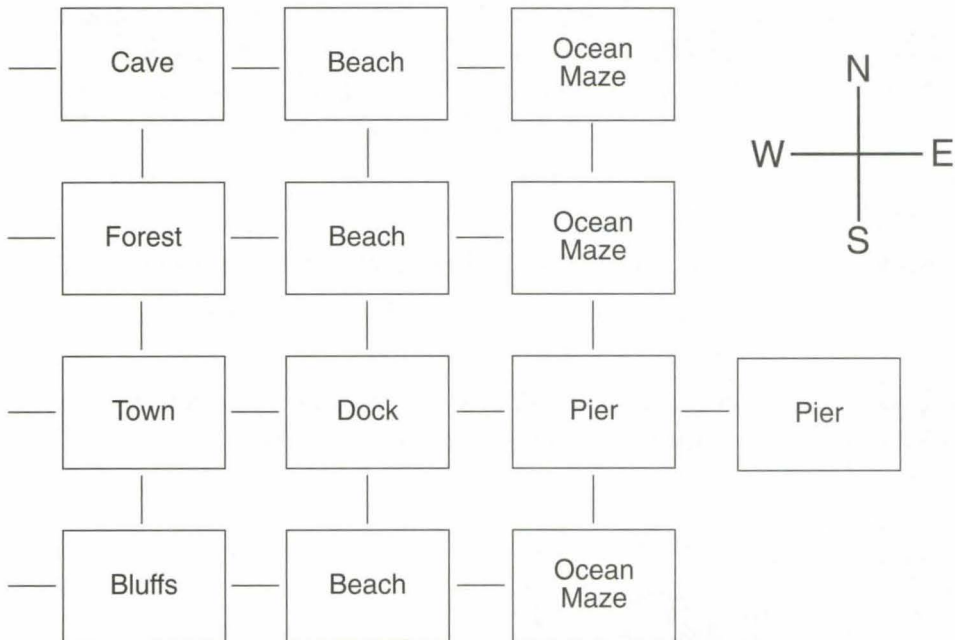 Cave
Beach
Ocean
Maze
N
W
E
S
Forest
Beach
Ocean
Maze
Town
Dock
Pier
Pier
Bluffs
Beach
Ocean
Maze